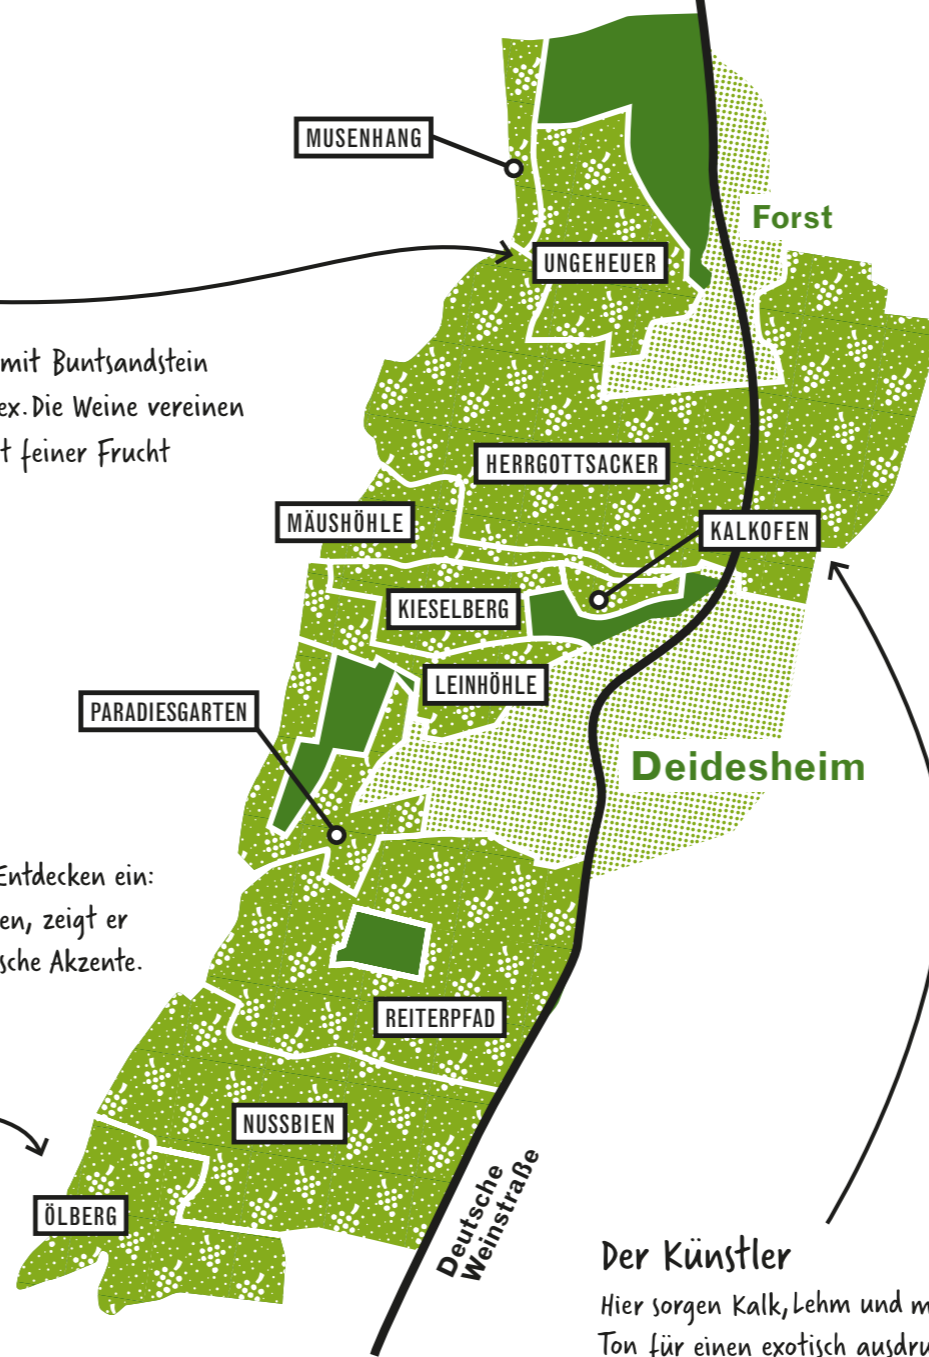 MUSENHANG
Forst
UNGEHEUER
mit Buntsandstein
ex. Die Weine vereinen
t feiner Frucht
HERRGOTTSACKER
MÄUSHÖHLE
KALKOFEN
KIESELBERG
LEINHÖHLE
PARADIESGARTEN
Deidesheim
Entdecken ein:
en, zeigt er
sche Akzente.
REITERPFAD
NUSSBIEN
ÖLBERG
Deutsche
Weinstraße
Der Künstler
Hier sorgen Kalk, Lehm und m
Ton für einen exotisch ausdru